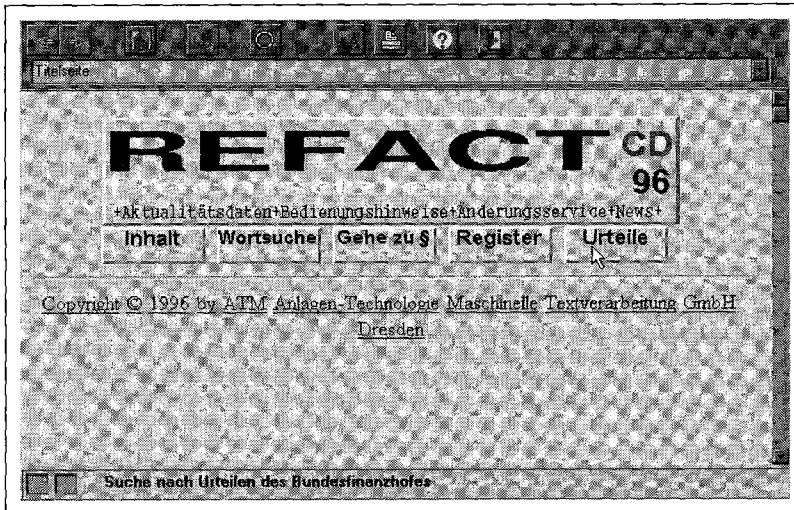 Titelseite
REFACT CD
96
+Aktualitätsdaten+Bedienungshinweise+Änderungsservice+News+
Inhalt Wortsuche Gehe zu § Register Urteile
Copyright © 1996 by ATM Anlagen-Technologie Maschinelle Textverarbeitung GmbH
Dresden
Suche nach Urteilen des Bundesfinanzhofes